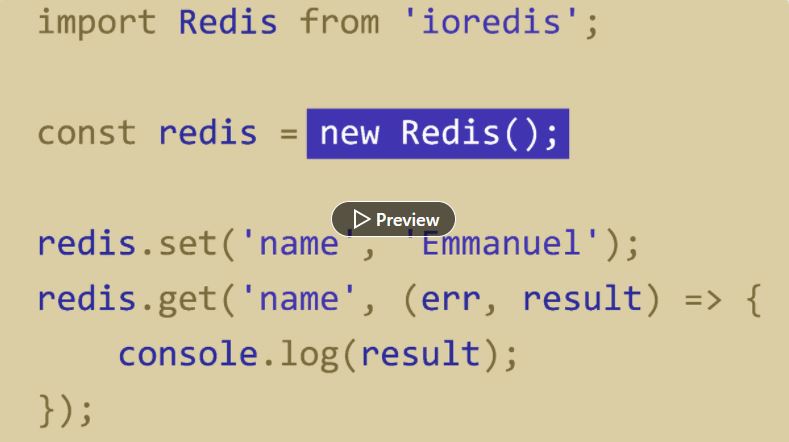 import Redis from 'ioredis';
const redis = new Redis();
Preview
redis.set('name', 'Emmanuel');
redis.get('name', (err, result) => {
console.log(result);
});